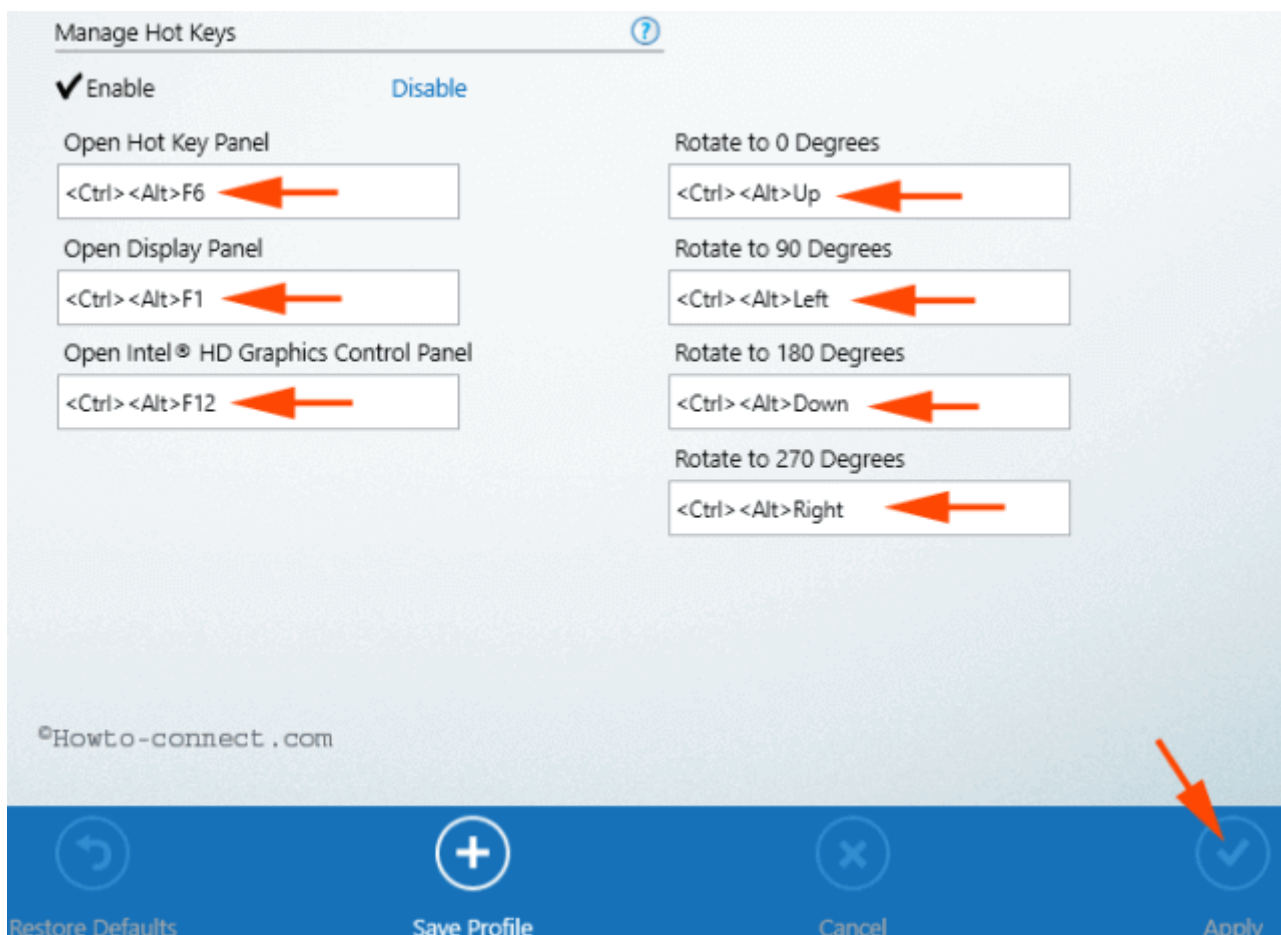 Manage Hot Keys
?
Enable
Disable
Open Hot Key Panel
<Ctrl><Alt>F6
Open Display Panel
<Ctrl><Alt>F1
Open Intel® HD Graphics Control Panel
<Ctrl><Alt>F12
Rotate to 0 Degrees
<Ctrl><Alt>Up
Rotate to 90 Degrees
<Ctrl><Alt>Left
Rotate to 180 Degrees
<Ctrl><Alt>Down
Rotate to 270 Degrees
<Ctrl><Alt>Right
©Howto-connect.com
Restore Defaults
Save Profile
Cancel
Apply